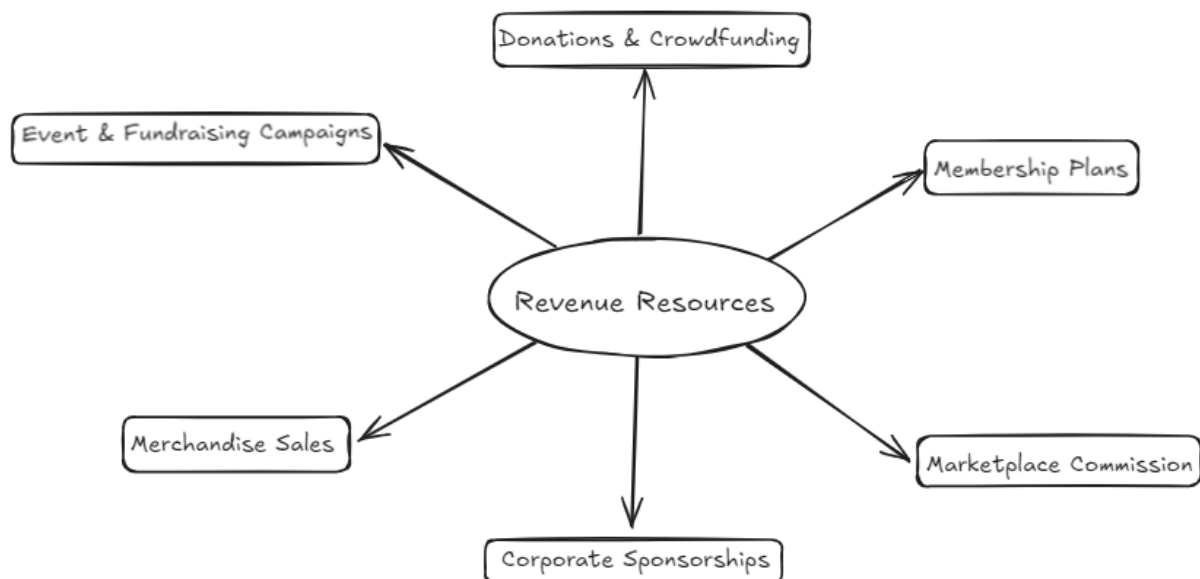 Donations & Crowdfunding
Event & Fundraising Campaigns
Membership Plans
Revenue Resources
Merchandise Sales
Marketplace Commission
Corporate Sponsorships